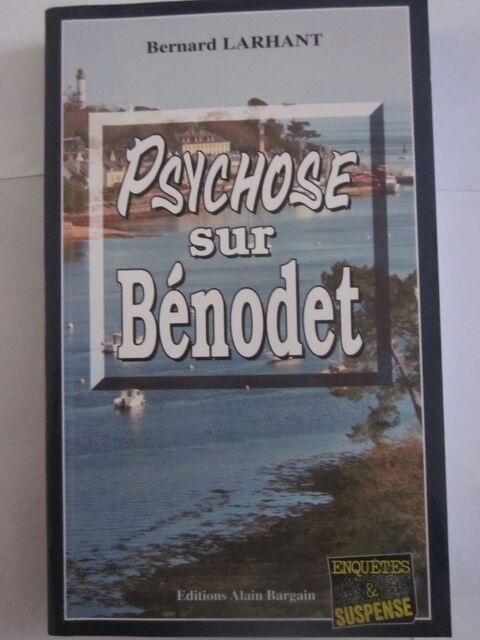 Bernard LARHANT
PSYCHOSE
sur
Bénodet
ENQUÊTES
&
SUSPENSE
Editions Alain Bargain